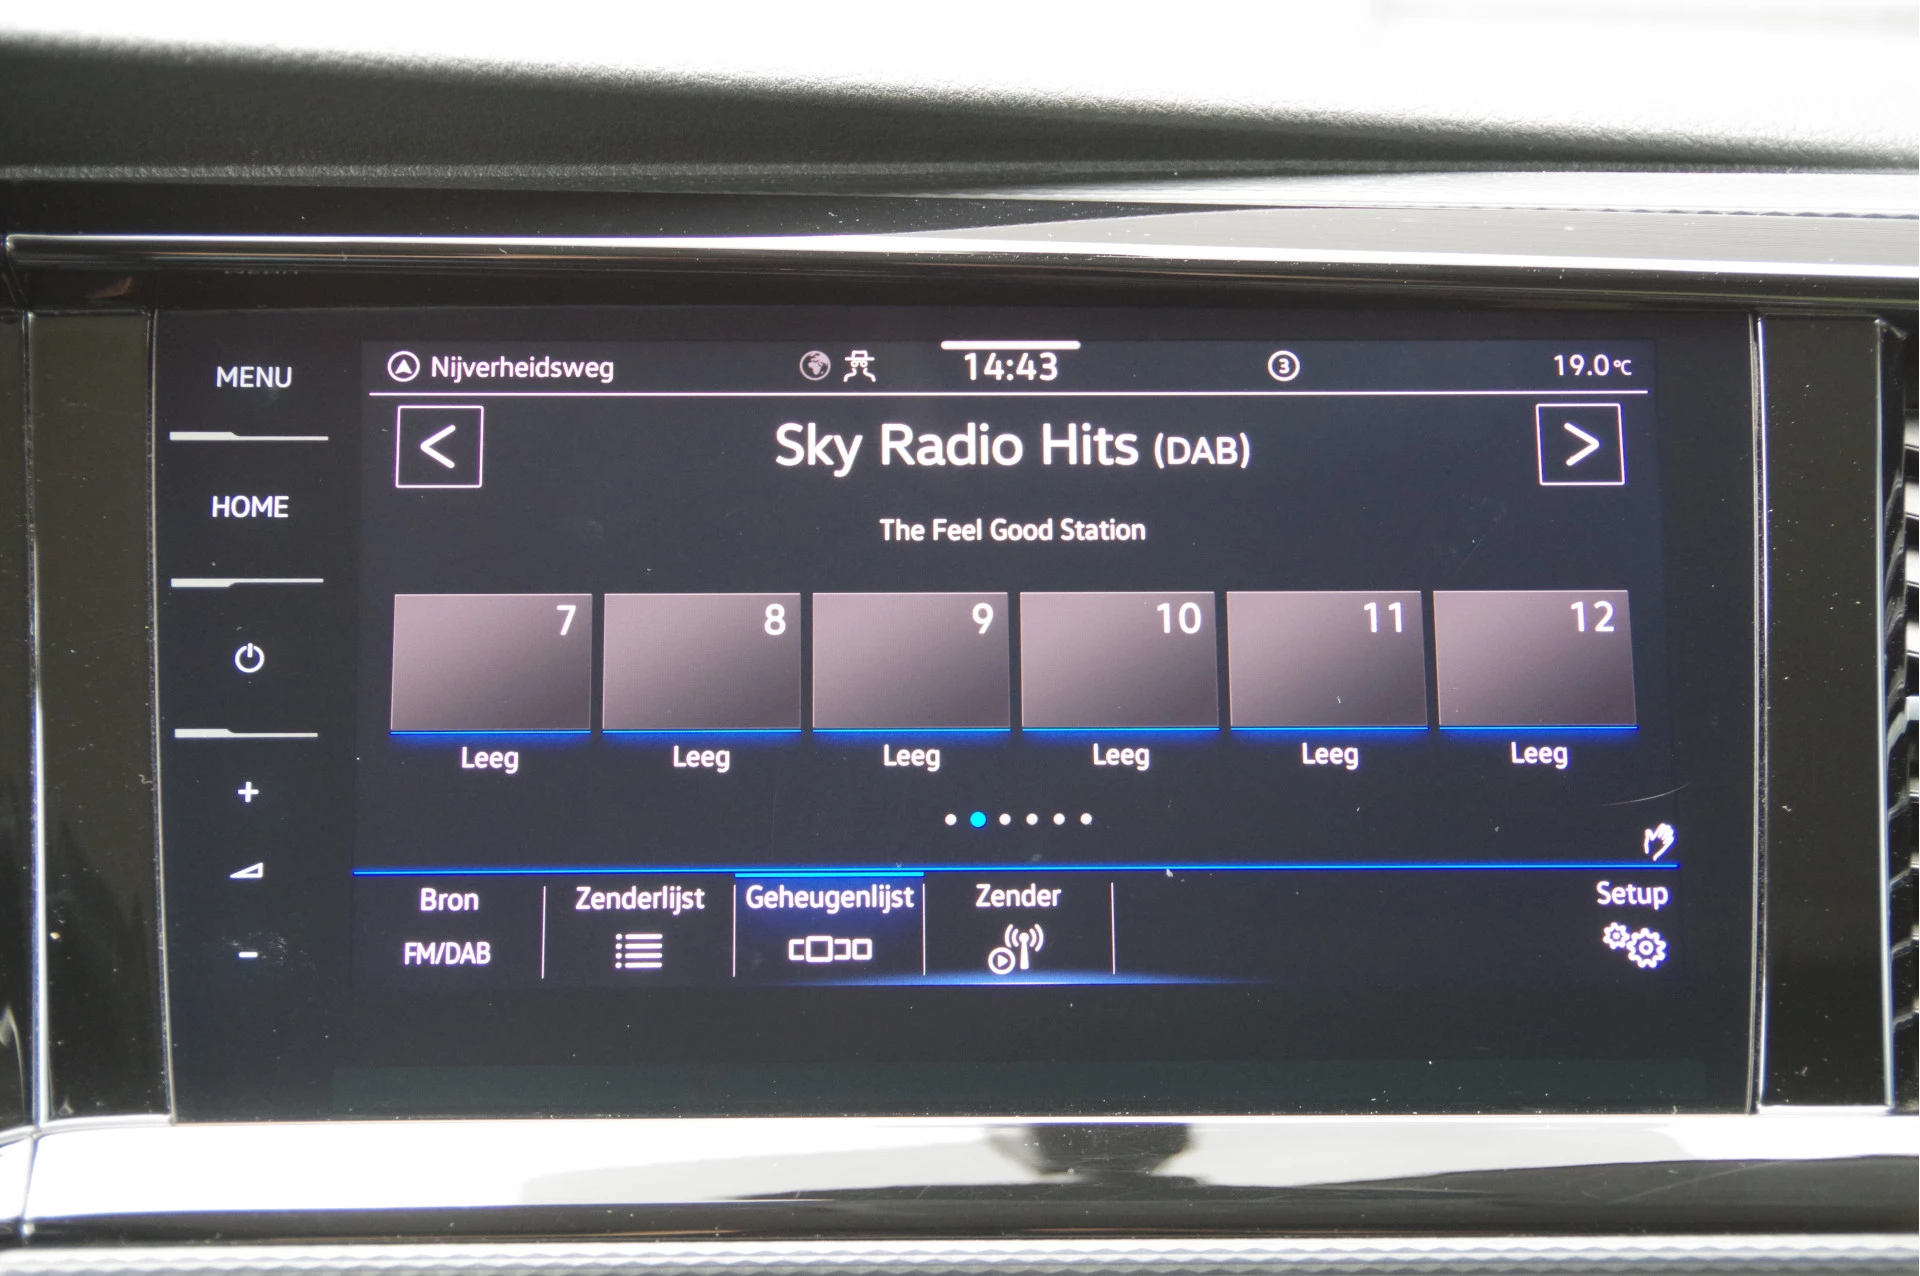 MENU
HOME
Nijverheidsweg
14:43
3
19.0°C
Sky Radio Hits (DAB)
The Feel Good Station
7
8
9
10
11
12
Leeg
Leeg
Leeg
Leeg
Leeg
Leeg
Bron
FM/DAB
Zenderlijst
Geheugenlijst
Zender
Setup